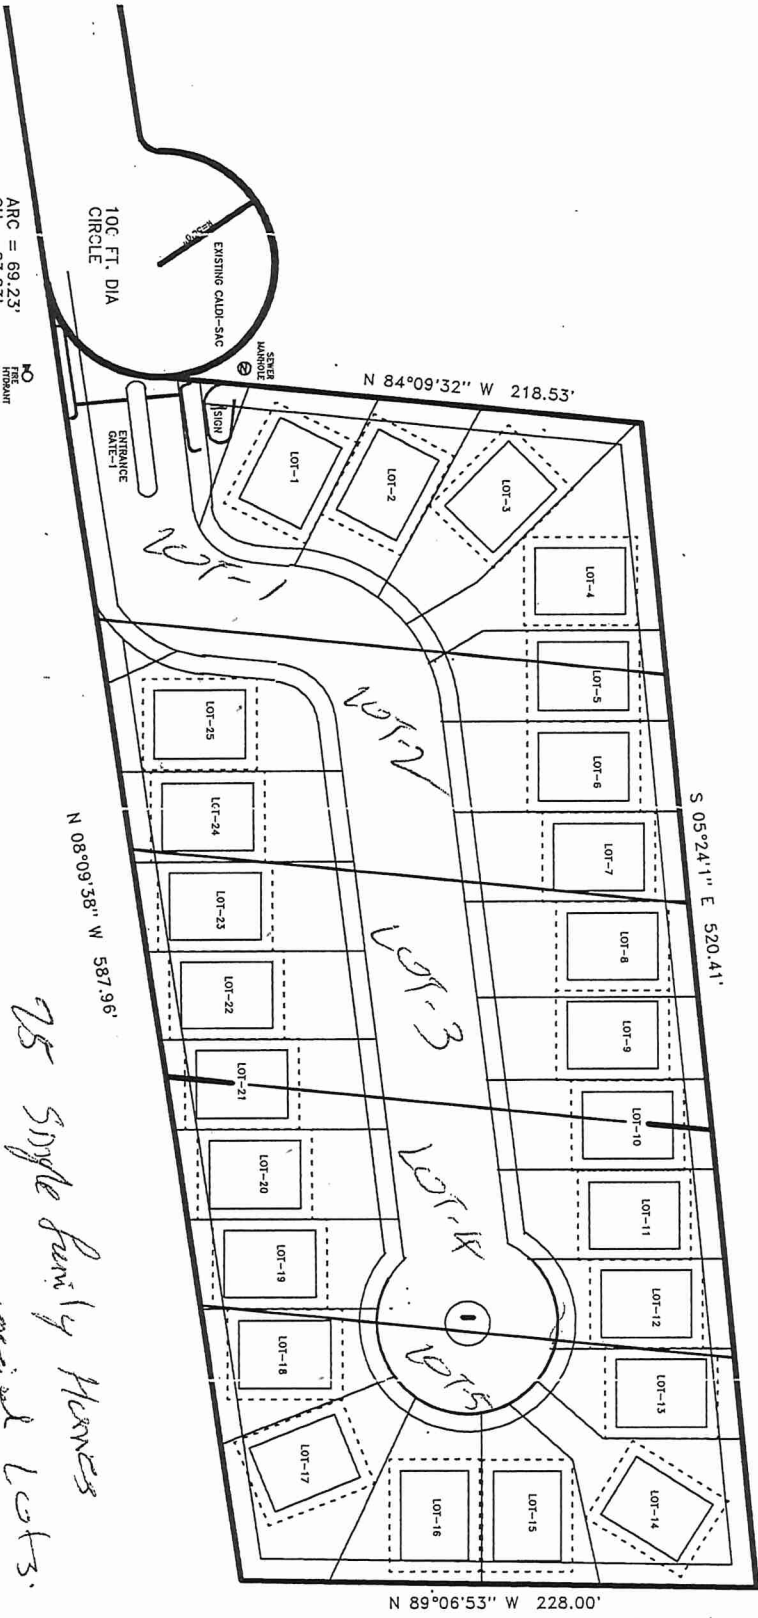 100 FT. DIA
CIRCLE
EXISTING CALDI-SAC
ARC = 69.23'
FIRE
HYDRANT
SEWER
MANHOLE
SIGN
ENTRANCE
GATE-1
N 84°09'32" W 218.53'
LOT-1
LOT-2
LOT-3
LOT-4
LOT-5
LOT-6
LOT-7
LOT-8
LOT-9
LOT-10
LOT-11
LOT-12
LOT-13
LOT-14
LOT-15
LOT-16
LOT-17
LOT-18
LOT-19
LOT-20
LOT-21
LOT-22
LOT-23
LOT-24
LOT-25
LOT-1
LOT-2
LOT-3
LOT-4
LOT 5
S 05°24'1" E 520.41'
N 08°09'38" W 587.96'
N 89°06'53" W 228.00'
25 Single family Homes
Lots.